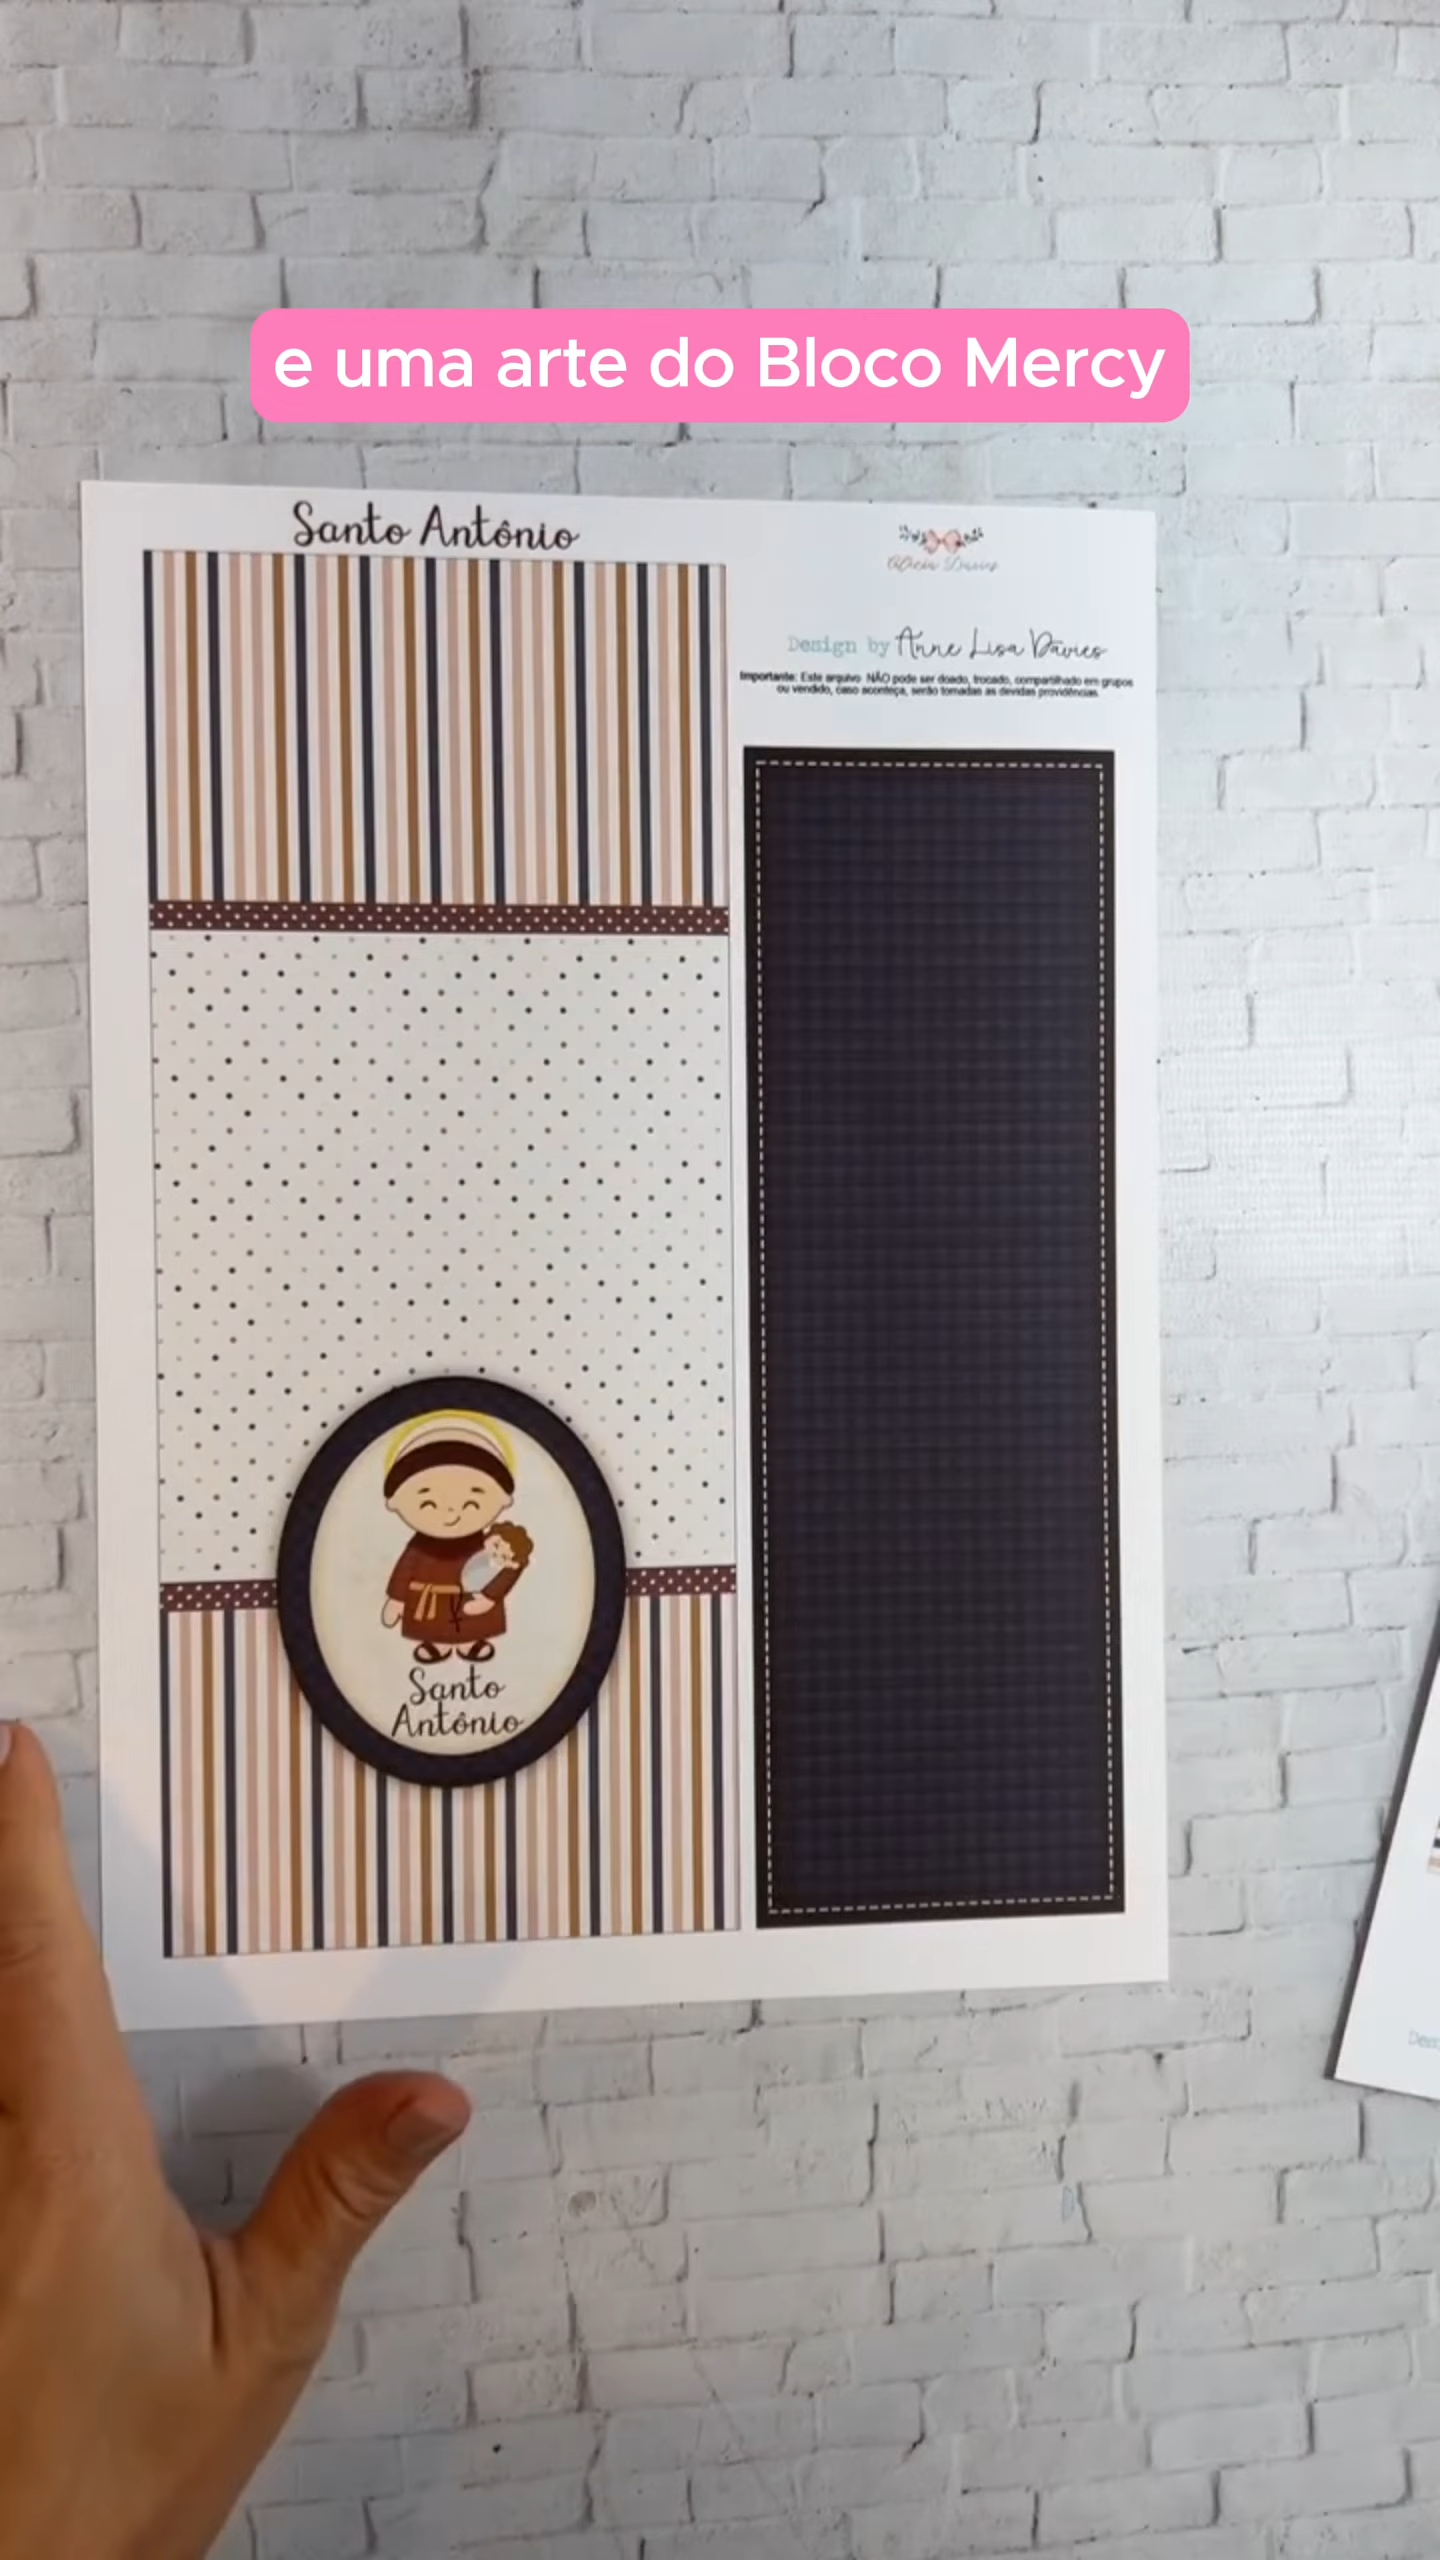 e uma arte do Bloco Mercy
Santo Antônio
Design by Anne Lisa Davies
Importante: Este arquivo NÃO pode ser doado, trocado, compartilhado em grupos
ou vendido, caso aconteça, serão tomadas as devidas providências.
Santo
Antônio